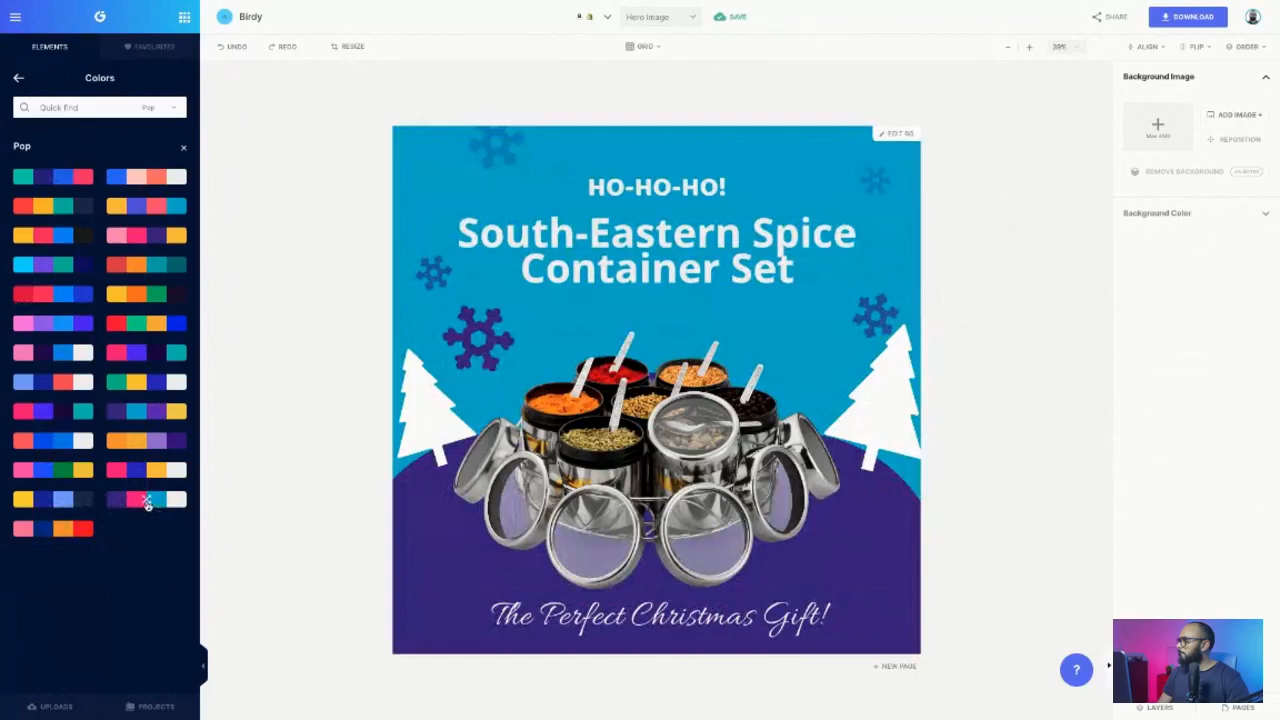 Birdy
Hero Image
SAVE
SHARE
DOWNLOAD
ELEMENTS
FAVOURITES
UNDO
REDO
RESIZE
GRID
39%
ALIGN
FLIP
ORDER
Colors
Quick find
Pop
Pop
Background Image
ADD IMAGE
REPOSITION
REMOVE BACKGROUND
Background Color
EDIT BG
HO-HO-HO!
South-Eastern Spice
Container Set
The Perfect Christmas Gift!
NEW PAGE
?
UPLOADS
PROJECTS
LAYERS
PAGES